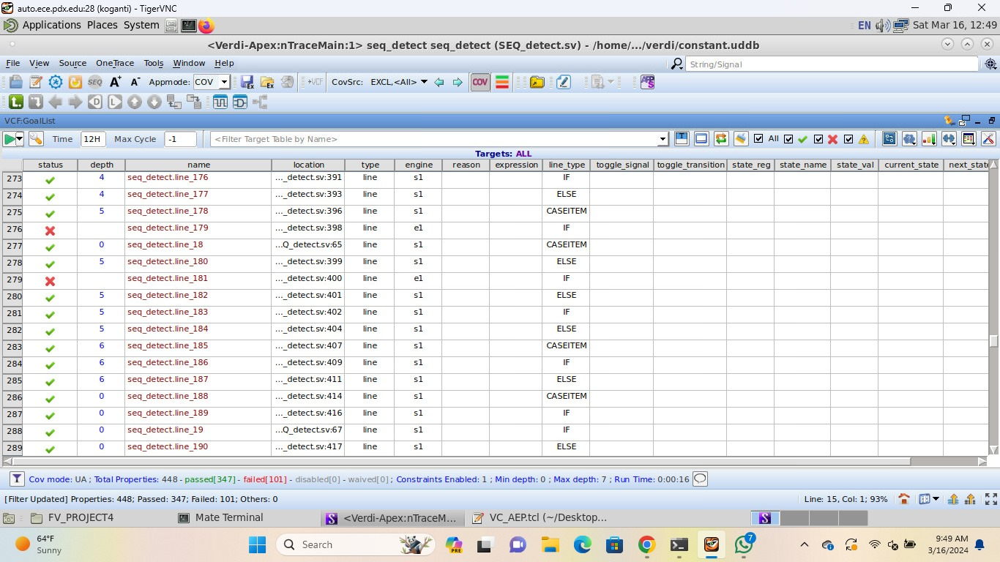 auto.ece.pdx.edu:28 (koganti) - TigerVNC
Applications Places System
EN Sat Mar 16, 12:49
<Verdi-Apex:nTraceMain:1> seq_detect seq_detect (SEQ_detect.sv) - /home/.../verdi/constant.uddb
File View Source OneTrace Tools Window Help
String/Signal
SEQ A+ A- Appmode: COV Ex Ex →VCF CovSrc: EXCL,<All> COV
D L
VCF:GoalList
Time 12H Max Cycle -1 <Filter Target Table by Name> All
Targets: ALL
status depth name location type engine reason expression line_type toggle_signal toggle_transition state_reg state_name state_val current_state next_state
273 4 seq_detect.line_176 ..._detect.sv:391 line s1 IF
274 4 seq_detect.line_177 ..._detect.sv:393 line s1 ELSE
275 5 seq_detect.line_178 ..._detect.sv:396 line s1 CASEITEM
276 seq_detect.line_179 ..._detect.sv:398 line e1 IF
277 0 seq_detect.line_18 ...Q_detect.sv:65 line s1 CASEITEM
278 5 seq_detect.line_180 ..._detect.sv:399 line s1 ELSE
279 seq_detect.line_181 ..._detect.sv:400 line e1 IF
280 5 seq_detect.line_182 ..._detect.sv:401 line s1 ELSE
281 5 seq_detect.line_183 ..._detect.sv:402 line s1 IF
282 5 seq_detect.line_184 ..._detect.sv:404 line s1 ELSE
283 6 seq_detect.line_185 ..._detect.sv:407 line s1 CASEITEM
284 6 seq_detect.line_186 ..._detect.sv:409 line s1 IF
285 6 seq_detect.line_187 ..._detect.sv:411 line s1 ELSE
286 0 seq_detect.line_188 ..._detect.sv:414 line s1 CASEITEM
287 0 seq_detect.line_189 ..._detect.sv:416 line s1 IF
288 0 seq_detect.line_19 ...Q_detect.sv:67 line s1 IF
289 0 seq_detect.line_190 ..._detect.sv:417 line s1 ELSE
Cov mode: UA ; Total Properties: 448 - passed[347] - failed[101] - disabled[0] - waived[0] ; Constraints Enabled: 1 ; Min depth: 0 ; Max depth: 7 ; Run Time: 0:00:16
[Filter Updated] Properties: 448; Passed: 347; Failed: 101; Others: 0
Line: 15, Col: 1; 93%
FV_PROJECT4 Mate Terminal <Verdi-Apex:nTraceM... VC_AEP.tcl (~/Desktop...
64°F
Sunny
Search
PRE
7
9:49 AM
3/16/2024